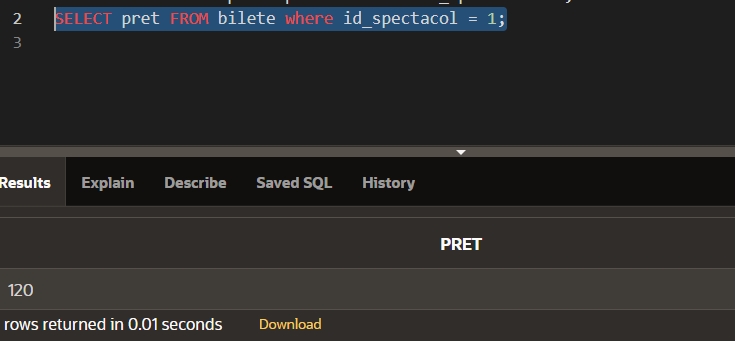 2 SELECT pret FROM bilete where id_spectacol = 1;
3
Results Explain Describe Saved SQL History
PRET
120
rows returned in 0.01 seconds Download